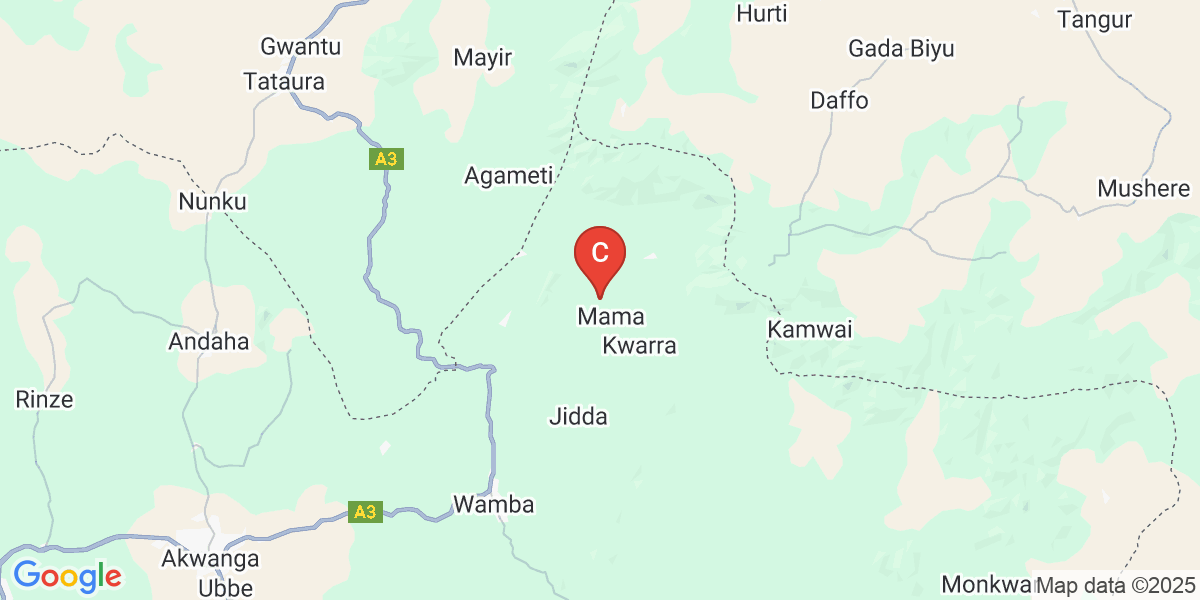 Hurti
Tangur
Gwantu
Mayir
Gada Biyu
Tataura
Daffo
A3
Agameti
Mushere
Nunku
C
Mama
Kamwai
Andaha
Kwarra
Rinze
Jidda
Wamba
A3
Akwanga
Ubbe
Google
Monkwa
Map data ©2025